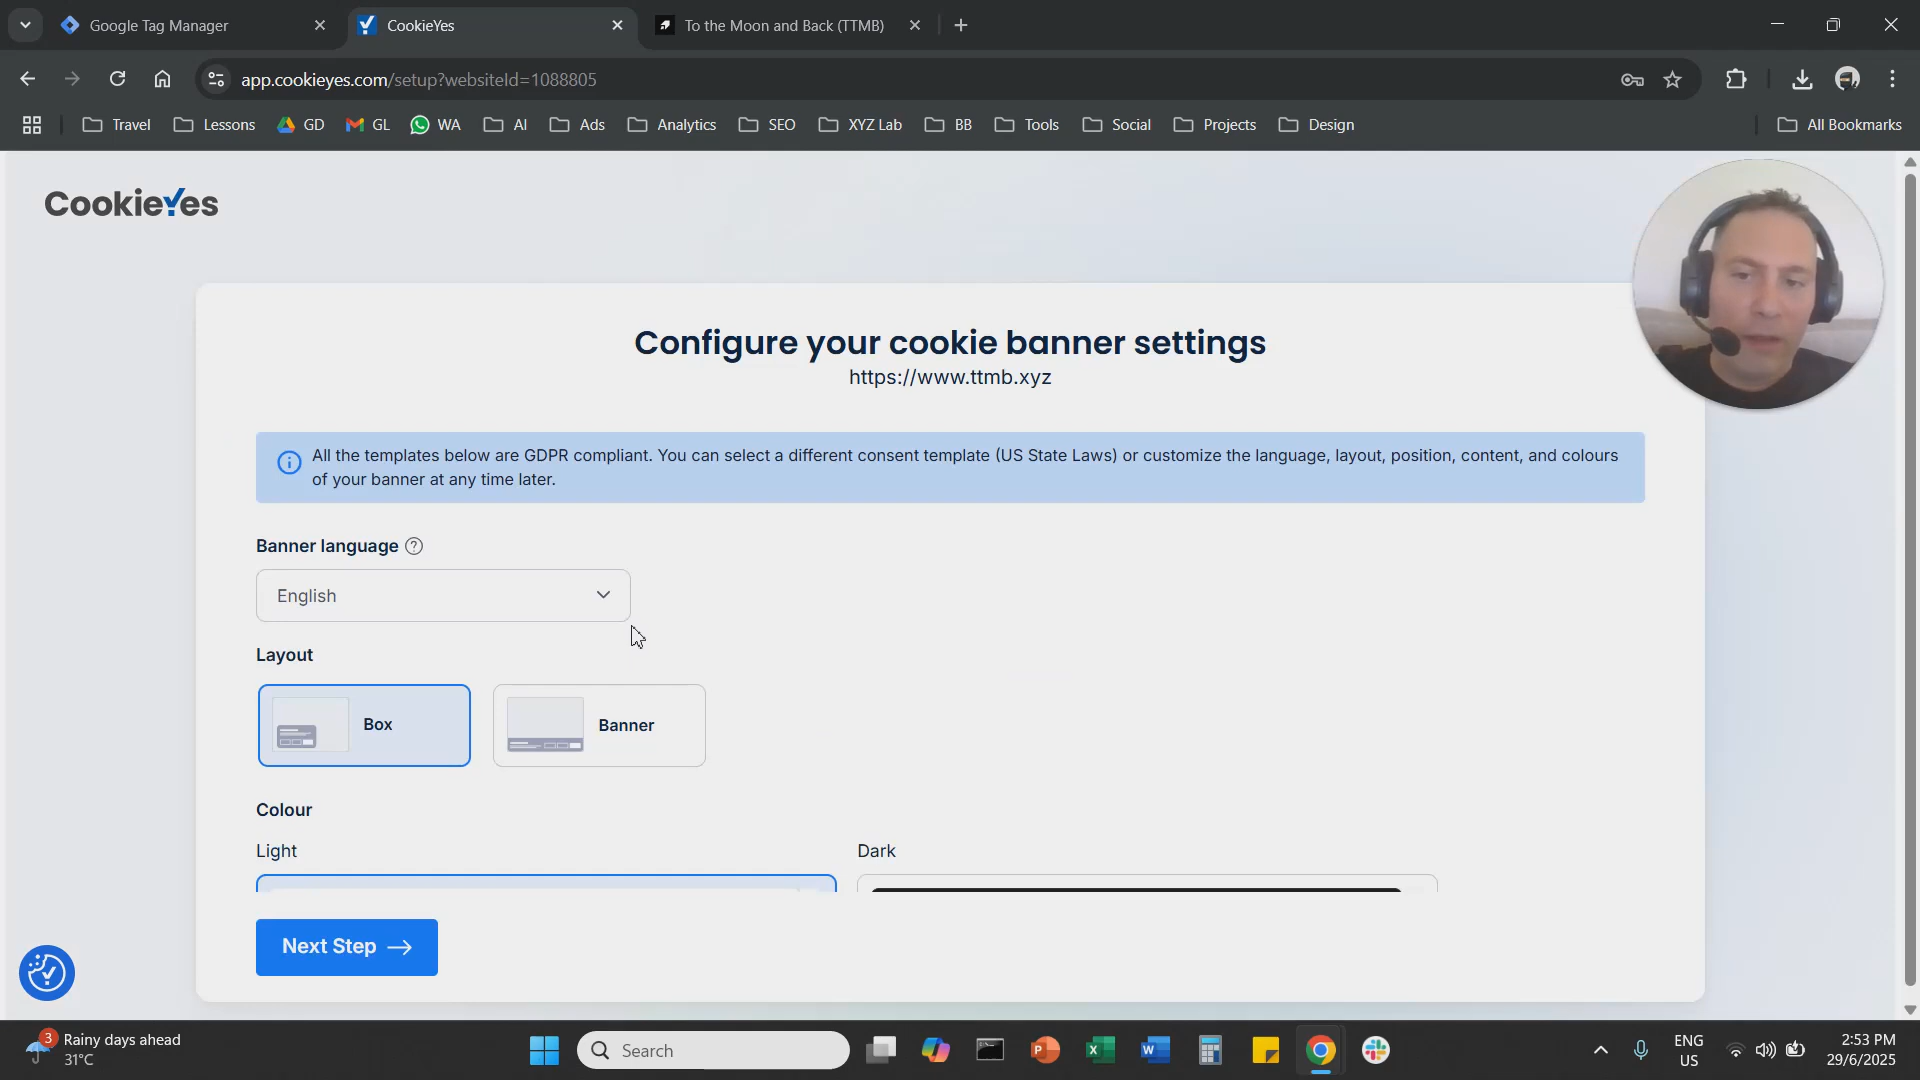 Google Tag Manager
CookieYes
To the Moon and Back (TTMB)
app.cookieyes.com/setup?websiteId=1088805
Travel
Lessons
GD
GL
WA
AI
Ads
Analytics
SEO
XYZ Lab
BB
Tools
Social
Projects
Design
All Bookmarks
CookieYes
Configure your cookie banner settings
https://www.ttmb.xyz
All the templates below are GDPR compliant. You can select a different consent template (US State Laws) or customize the language, layout, position, content, and colours
of your banner at any time later.
Banner language ?
English
Layout
Box
Banner
Colour
Light
Dark
Next Step →
3
Rainy days ahead
31°C
Search
ENG
US
2:53 PM
29/6/2025